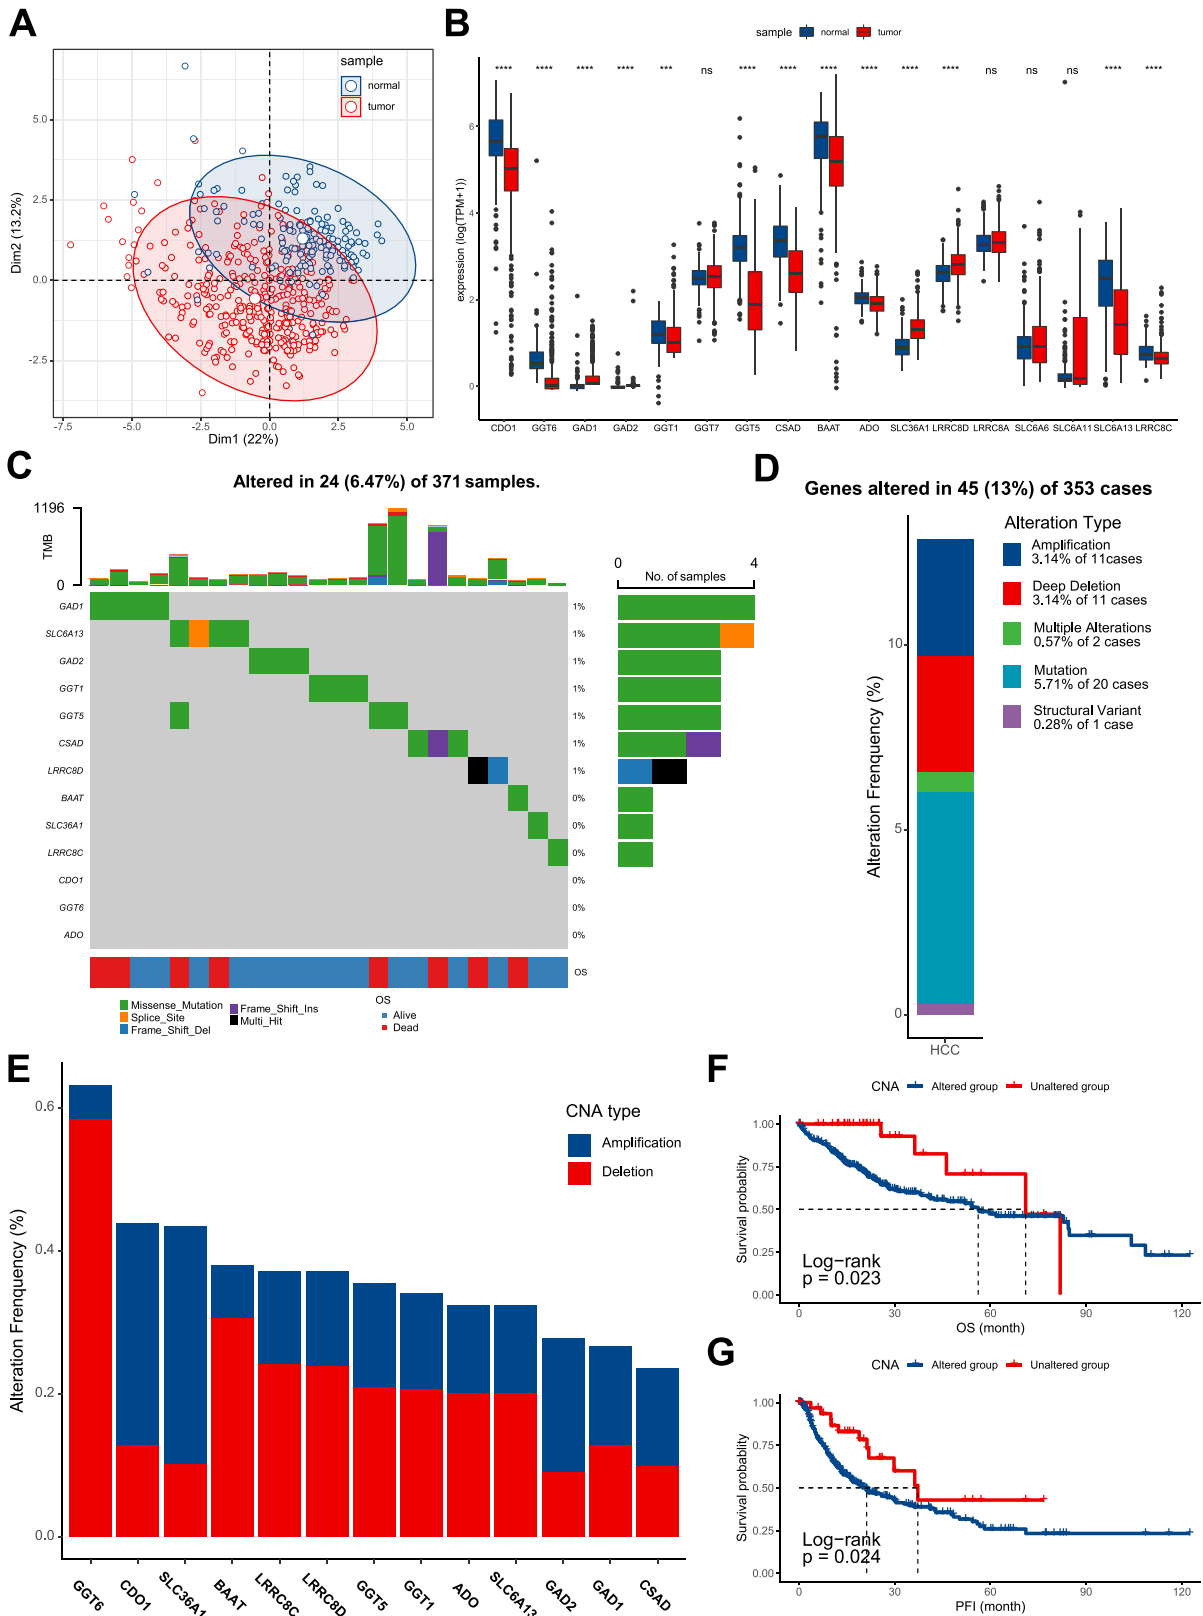 A
sample
normal
tumor
Dim2 (13.2%)
5.0
2.5
0.0
-2.5
-7.5
-5.0
-2.5
0.0
2.5
5.0
Dim1 (22%)
B
sample normal tumor
**** **** **** **** *** ns **** **** **** **** **** **** ns ns ns **** ****
expression (log(TPM+1))
6
4
2
0
CDO1 GGT6 GAD1 GAD2 GGT1 GGT7 GGT5 CSAD BAAT ADO SLC36A1 LRRC8D LRRC8A SLC6A6 SLC6A11 SLC6A13 LRRC8C
C
Altered in 24 (6.47%) of 371 samples.
1196
TMB
0
0 4
No. of samples
GAD1 1%
SLC6A13 1%
GAD2 1%
GGT1 1%
GGT5 1%
CSAD 1%
LRRC8D 1%
BAAT 0%
SLC36A1 0%
LRRC8C 0%
CDO1 0%
GGT6 0%
ADO 0%
OS
Missense_Mutation
Splice_Site
Frame_Shift_Del
Frame_Shift_Ins
Multi_Hit
OS
Alive
Dead
D
Genes altered in 45 (13%) of 353 cases
Alteration Frenquency (%)
10
5
0
HCC
Alteration Type
Amplification
3.14% of 11cases
Deep Deletion
3.14% of 11 cases
Multiple Alterations
0.57% of 2 cases
Mutation
5.71% of 20 cases
Structural Variant
0.28% of 1 case
E
Alteration Frenquency (%)
0.6
0.4
0.2
0.0
CNA type
Amplification
Deletion
GGT6 CDO1 SLC36A1 BAAT LRRC8C LRRC8D GGT5 GGT1 ADO SLC6A13 GAD2 GAD1 CSAD
F
CNA Altered group Unaltered group
Survival probablity
1.00
0.75
0.50
0.25
0.00
Log-rank
p = 0.023
0 30 60 90 120
OS (month)
G
CNA Altered group Unaltered group
Survival probablity
1.00
0.75
0.50
0.25
0.00
Log-rank
p = 0.024
0 30 60 90 120
PFI (month)